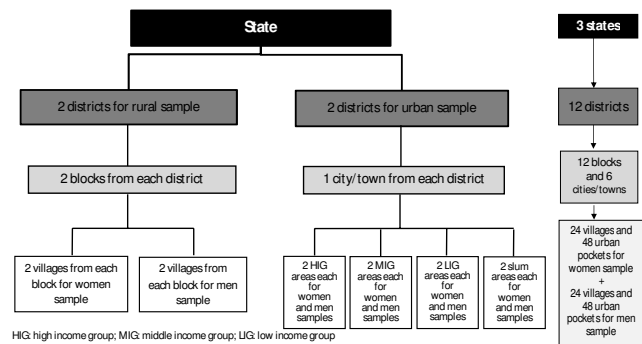 State
3 states
2 districts for rural sample
2 districts for urban sample
12 districts
2 blocks from each district
1 city/town from each district
12 blocks
and 6
cities/towns
2 villages from each
block for women
sample
2 villages from
each block for men
sample
2 HIG
areas each
for
women
and men
samples
2 MIG
areas each
for
women
and men
samples
2 LIG
areas each
for
women
and men
samples
2 slum
areas each
for
women
and men
samples
24 villages and
48 urban
pockets for
women sample
+
24 villages and
48 urban
pockets for men
sample
HIG: high income group; MIG: middle income group; LIG: low income group